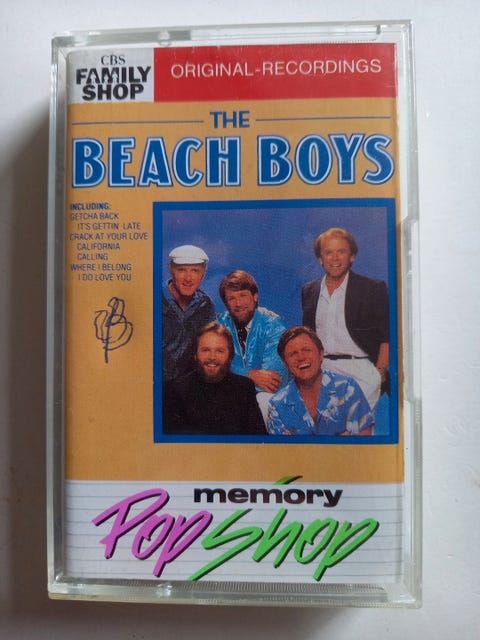 CBS
FAMILY
SHOP
ORIGINAL-RECORDINGS
THE
BEACH BOYS
INCLUDING:
GETCHA BACK
IT'S GETTIN LATE
CRACK AT YOUR LOVE
CALIFORNIA
CALLING
WHERE I BELONG
I DO LOVE YOU
memory
Pop Shop